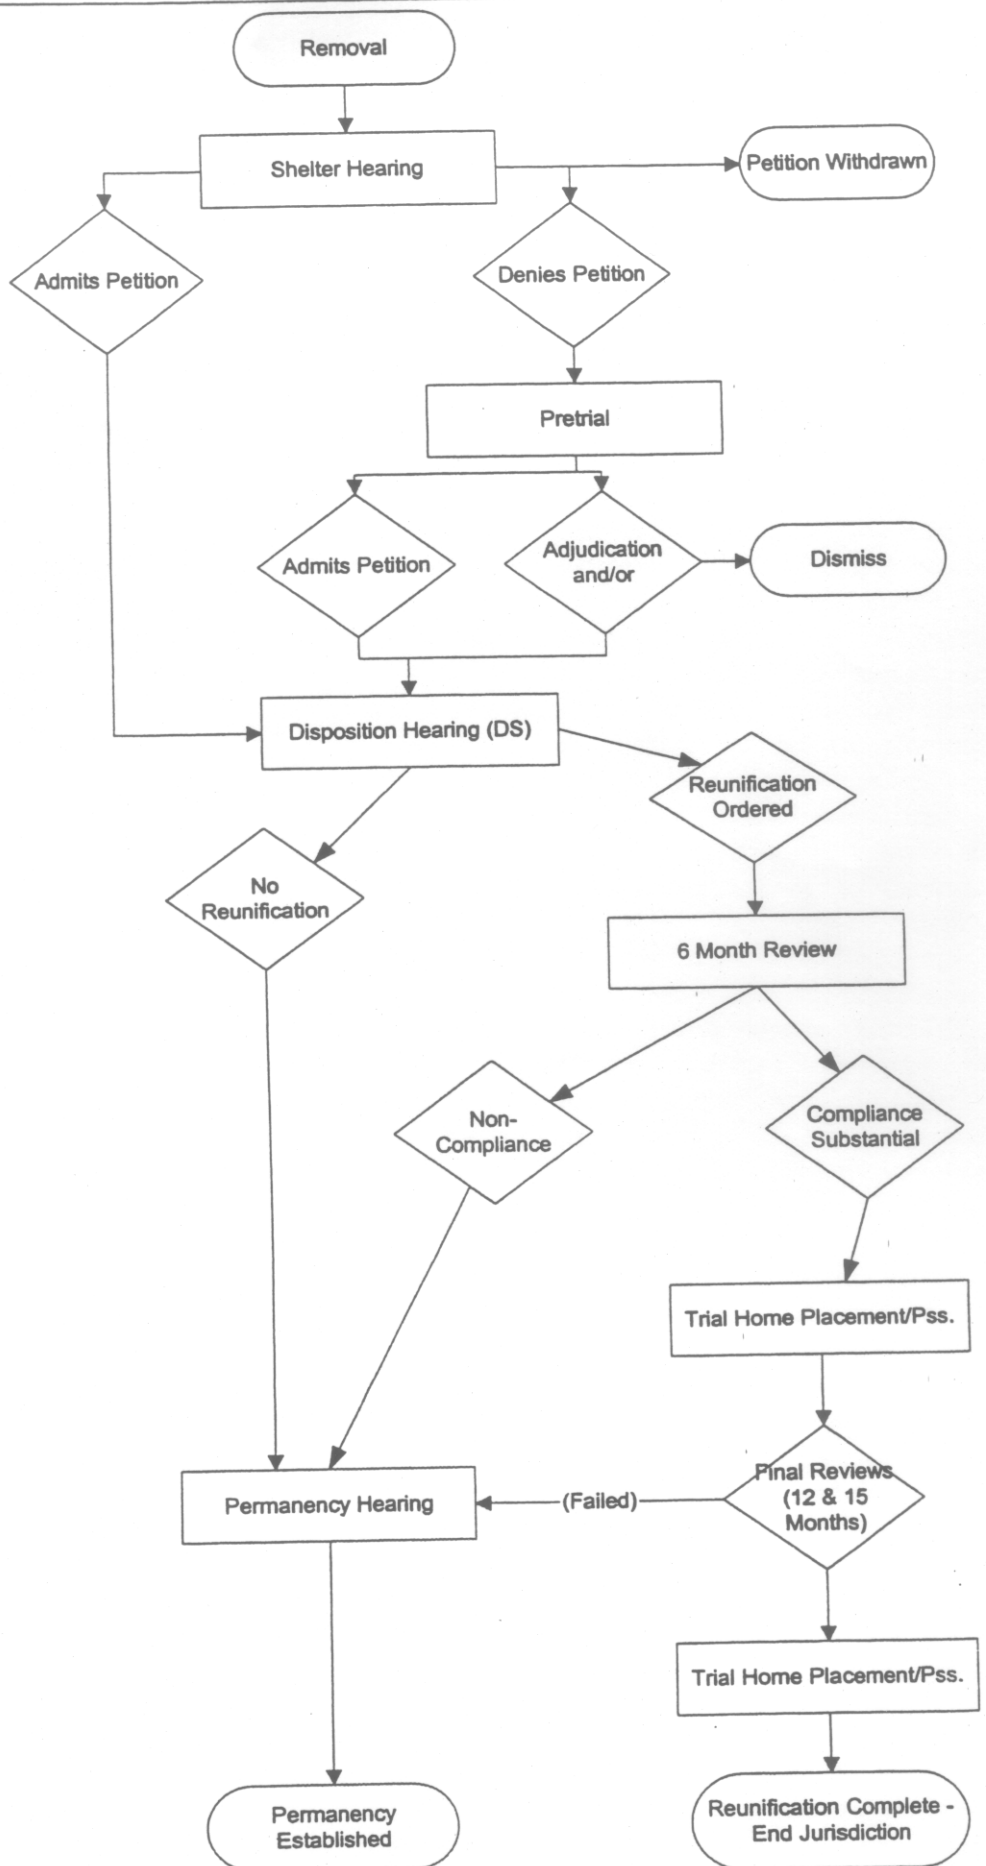 Removal
Shelter Hearing
Petition Withdrawn
Admits Petition
Denies Petition
Pretrial
Admits Petition
Adjudication
and/or
Dismiss
Disposition Hearing (DS)
Reunification
Ordered
No
Reunification
6 Month Review
Non-
Compliance
Compliance
Substantial
Trial Home Placement/Pss.
Final Reviews
(12 & 15
Months)
(Failed)
Permanency Hearing
Trial Home Placement/Pss.
Permanency
Established
Reunification Complete -
End Jurisdiction